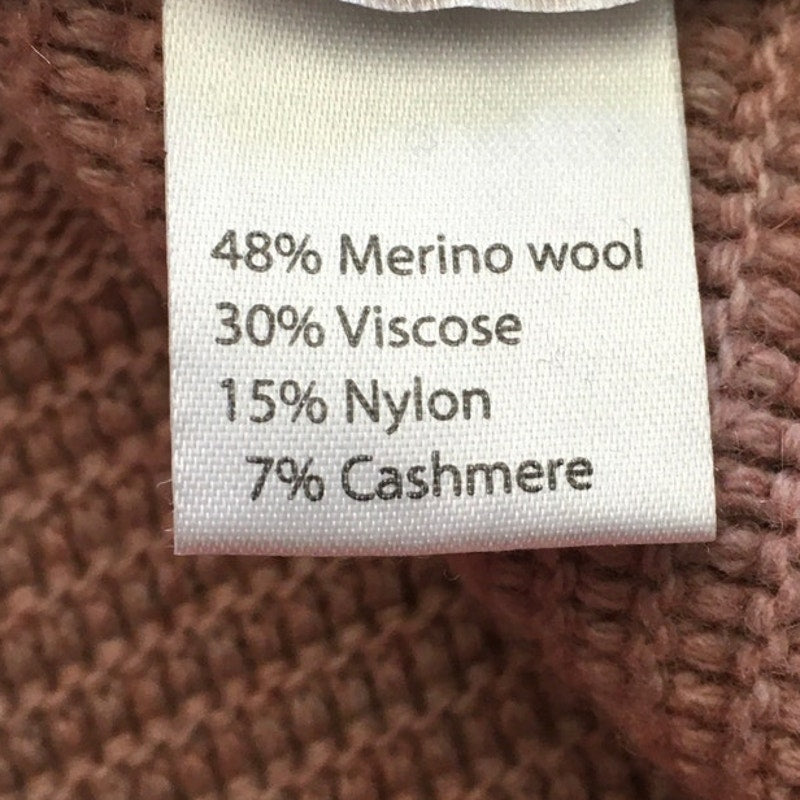 48% Merino wool
30% Viscose
15% Nylon
7% Cashmere